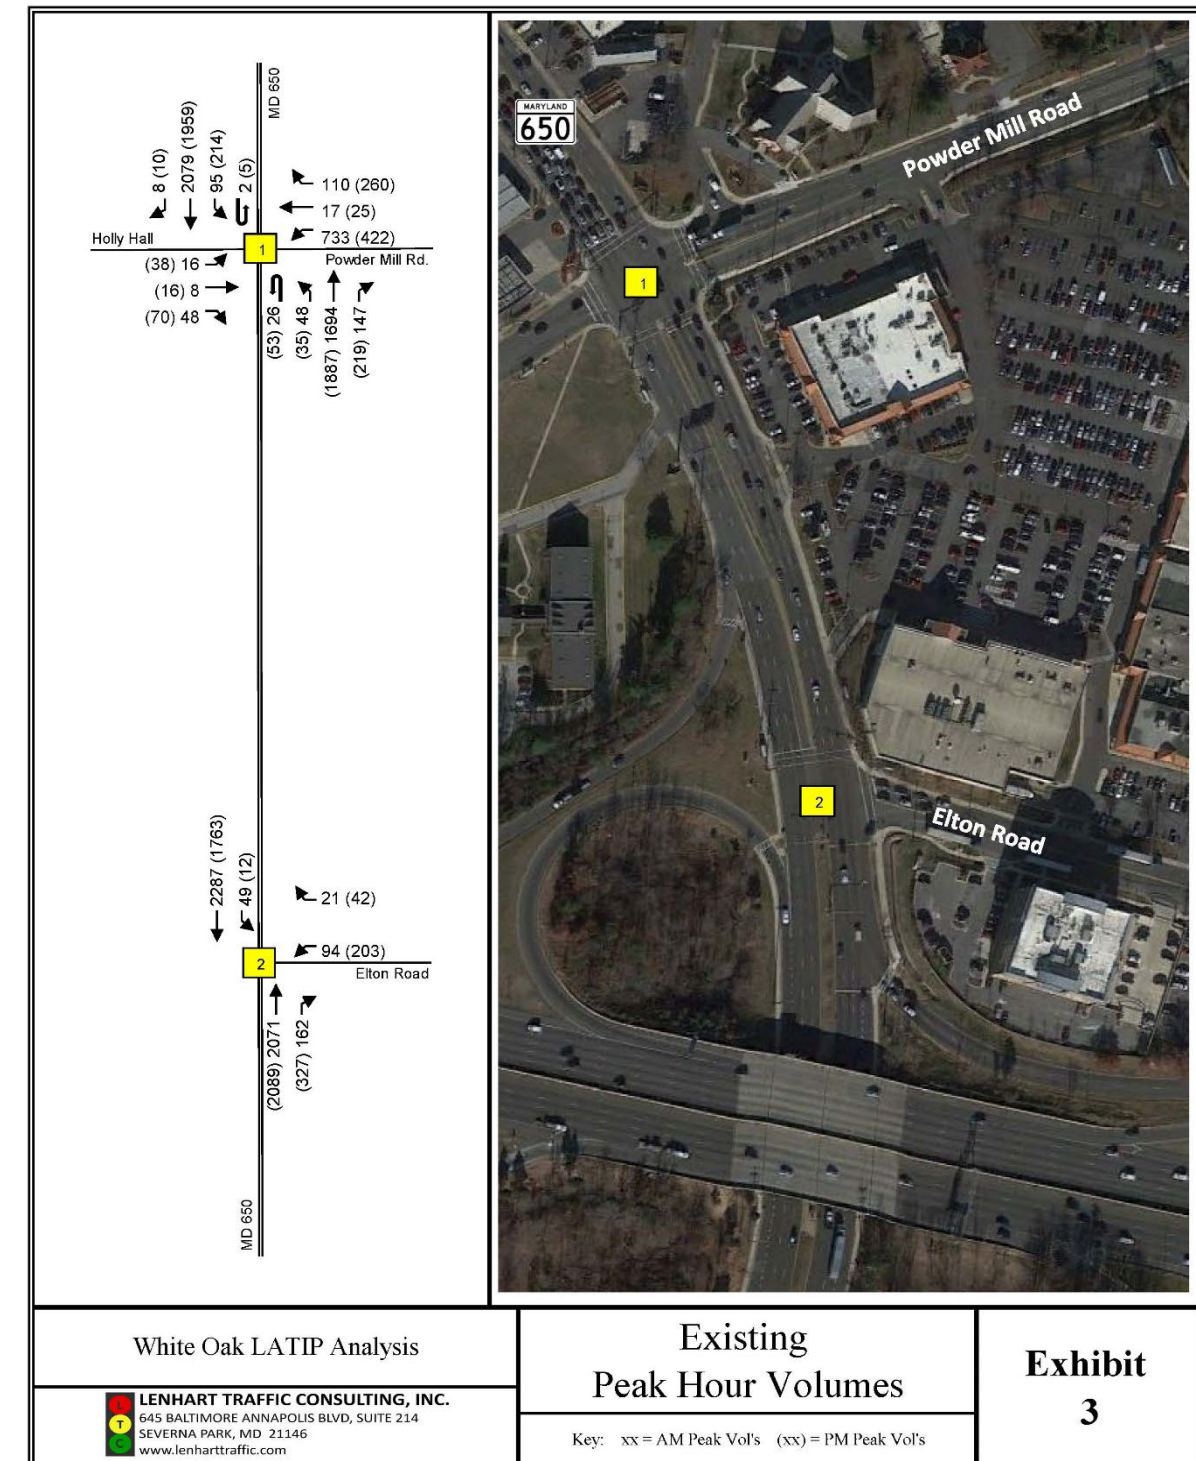 MD 650
8 (10)
2079 (1959)
95 (214)
2 (5)
110 (260)
17 (25)
733 (422)
Holly Hall
1
Powder Mill Rd.
(38) 16
(16) 8
(70) 48
(53) 26
(35) 48
(1887) 1694
(219) 147
2287 (1763)
49 (12)
21 (42)
94 (203)
2
Elton Road
(2089) 2071
(327) 162
MD 650
MARYLAND
650
Powder Mill Road
1
2
Elton Road
White Oak LATIP Analysis
L
T
C
LENHART TRAFFIC CONSULTING, INC.
645 BALTIMORE ANNAPOLIS BLVD, SUITE 214
SEVERNA PARK, MD 21146
www.lenharttraffic.com
Existing
Peak Hour Volumes
Key: xx = AM Peak Vol's (xx) = PM Peak Vol's
Exhibit
3